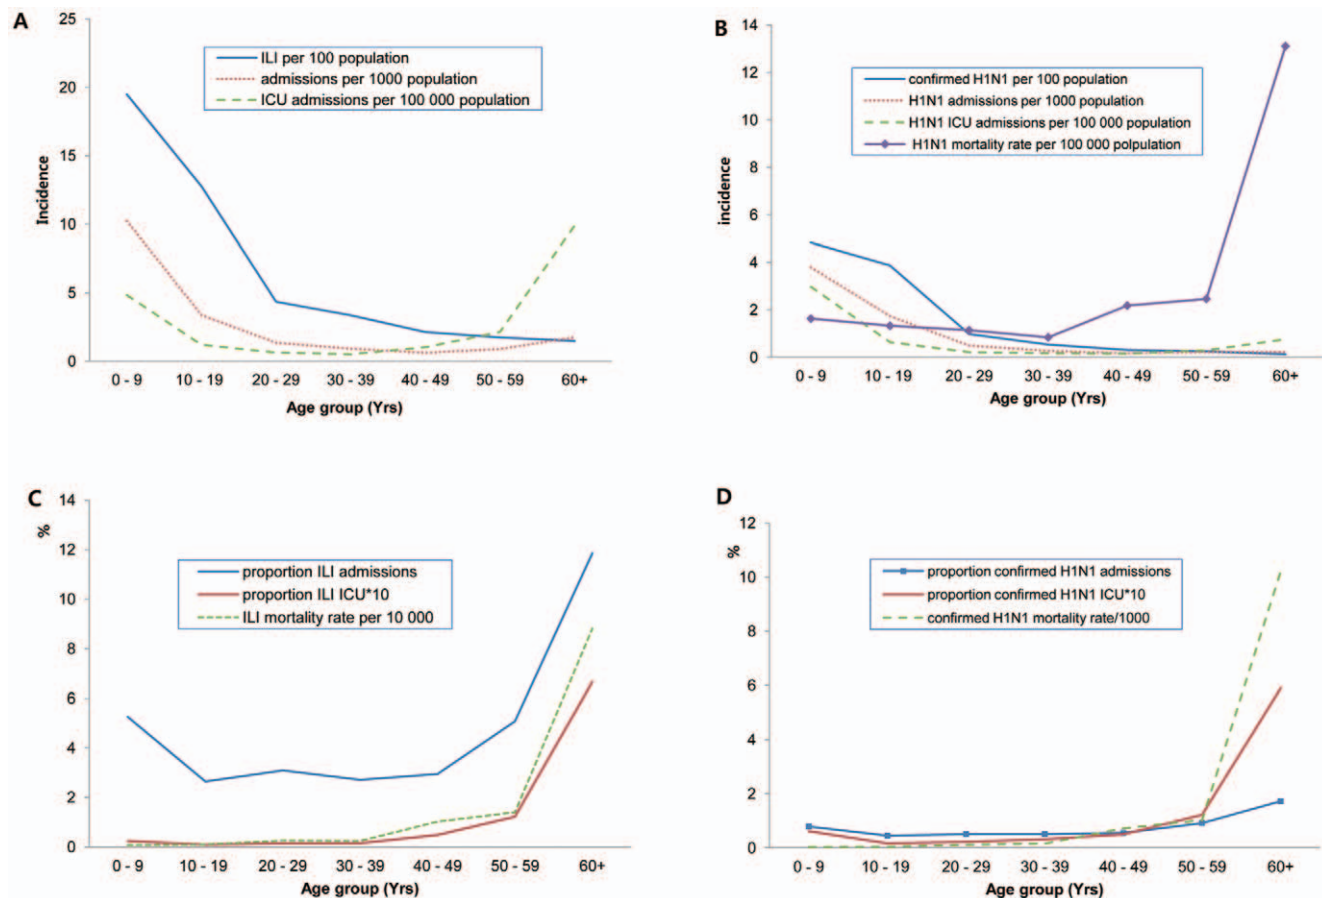 A
25
20
15
10
5
0
Incidence
ILI per 100 population
admissions per 1000 population
ICU admissions per 100 000 population
0 - 9 10 - 19 20 - 29 30 - 39 40 - 49 50 - 59 60+
Age group (Yrs)
B
14
12
10
8
6
4
2
0
incidence
confirmed H1N1 per 100 population
H1N1 admissions per 1000 population
H1N1 ICU admissions per 100 000 population
H1N1 mortality rate per 100 000 polpulation
0 - 9 10 - 19 20 - 29 30 - 39 40 - 49 50 - 59 60+
Age group (Yrs)
C
14
12
10
8
6
4
2
0
%
proportion ILI admissions
proportion ILI ICU*10
ILI mortality rate per 10 000
0 - 9 10 - 19 20 - 29 30 - 39 40 - 49 50 - 59 60+
Age group (Yrs)
D
12
10
8
6
4
2
0
%
proportion confirmed H1N1 admissions
proportion confirmed H1N1 ICU*10
confirmed H1N1 mortality rate/1000
0 - 9 10 - 19 20 - 29 30 - 39 40 - 49 50 - 59 60+
Age group (Yrs)